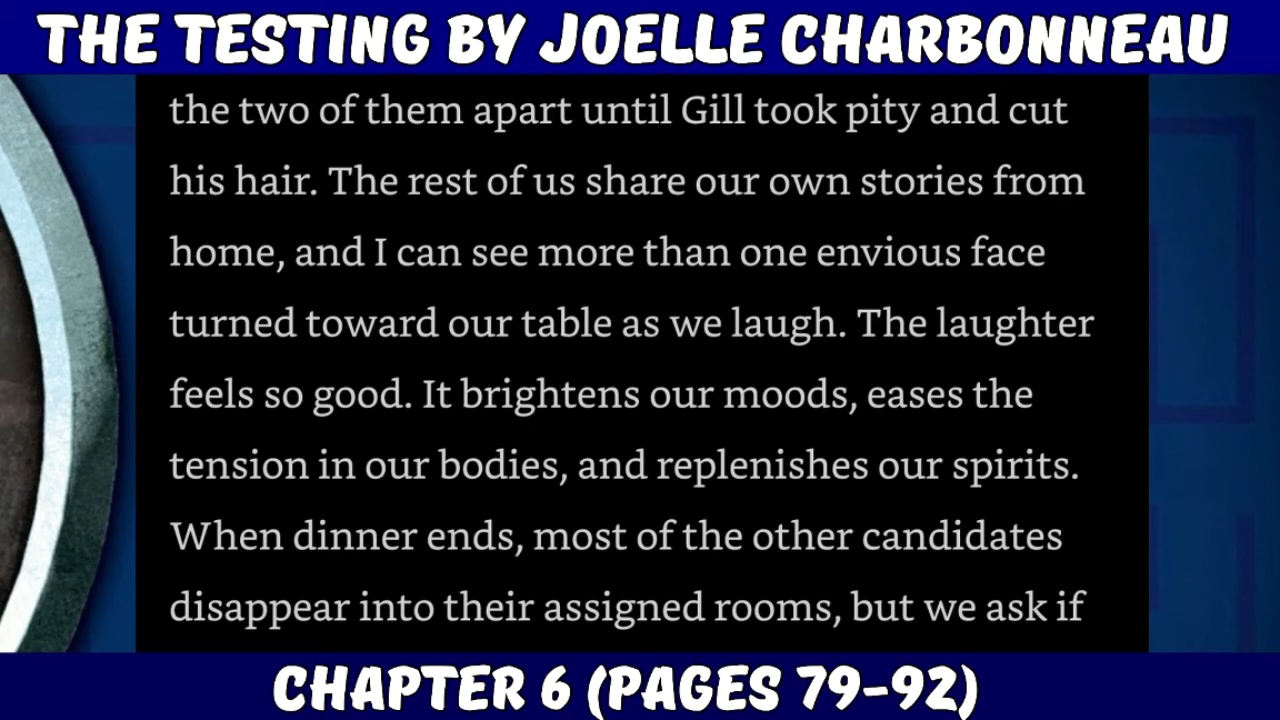 THE TESTING BY JOELLE CHARBONNEAU
the two of them apart until Gill took pity and cut
his hair. The rest of us share our own stories from
home, and I can see more than one envious face
turned toward our table as we laugh. The laughter
feels so good. It brightens our moods, eases the
tension in our bodies, and replenishes our spirits.
When dinner ends, most of the other candidates
disappear into their assigned rooms, but we ask if
CHAPTER 6 (PAGES 79-92)